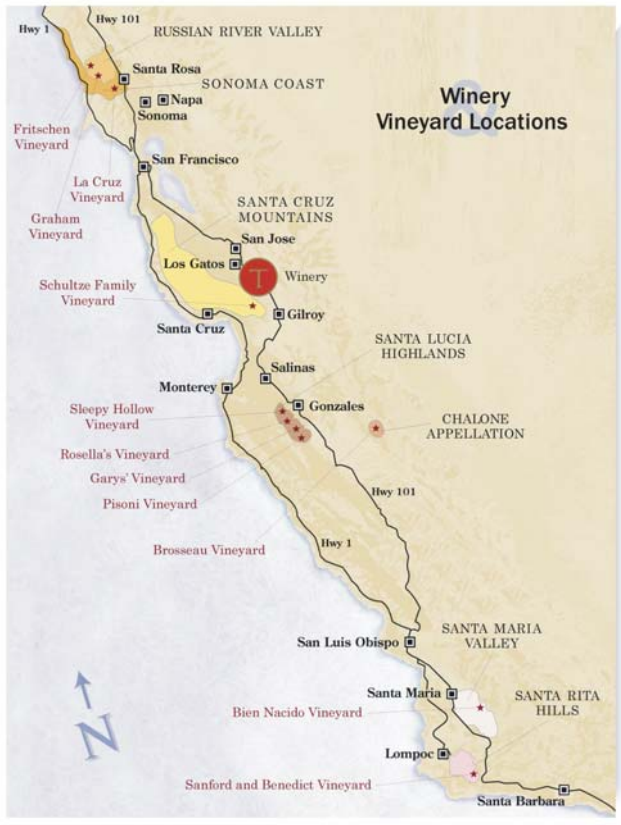 Hwy 1
Hwy 101
RUSSIAN RIVER VALLEY
Santa Rosa
SONOMA COAST
Napa
Sonoma
&
Winery
Vineyard Locations
Fritschen
Vineyard
San Francisco
La Cruz
Vineyard
Graham
Vineyard
SANTA CRUZ
MOUNTAINS
San Jose
Los Gatos
T
Winery
Schultze Family
Vineyard
Gilroy
Santa Cruz
SANTA LUCIA
HIGHLANDS
Salinas
Monterey
Gonzales
Sleepy Hollow
Vineyard
CHALONE
APPELLATION
Rosella's Vineyard
Garys' Vineyard
Pisoni Vineyard
Hwy 101
Brosseau Vineyard
Hwy 1
San Luis Obispo
SANTA MARIA
VALLEY
Santa Maria
SANTA RITA
HILLS
Bien Nacido Vineyard
N
Lompoc
Sanford and Benedict Vineyard
Santa Barbara